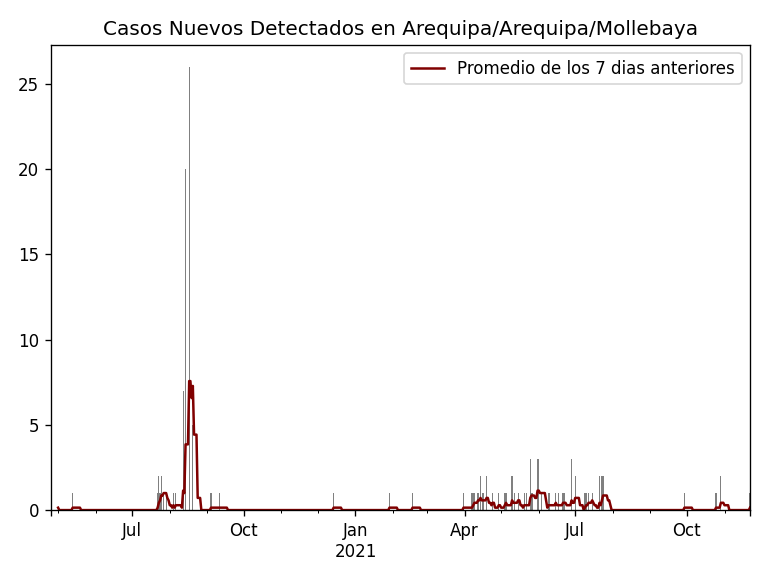 Casos Nuevos Detectados en Arequipa/Arequipa/Mollebaya
Promedio de los 7 dias anteriores
25
20
15
10
5
0
Jul
Oct
Jan
2021
Apr
Jul
Oct